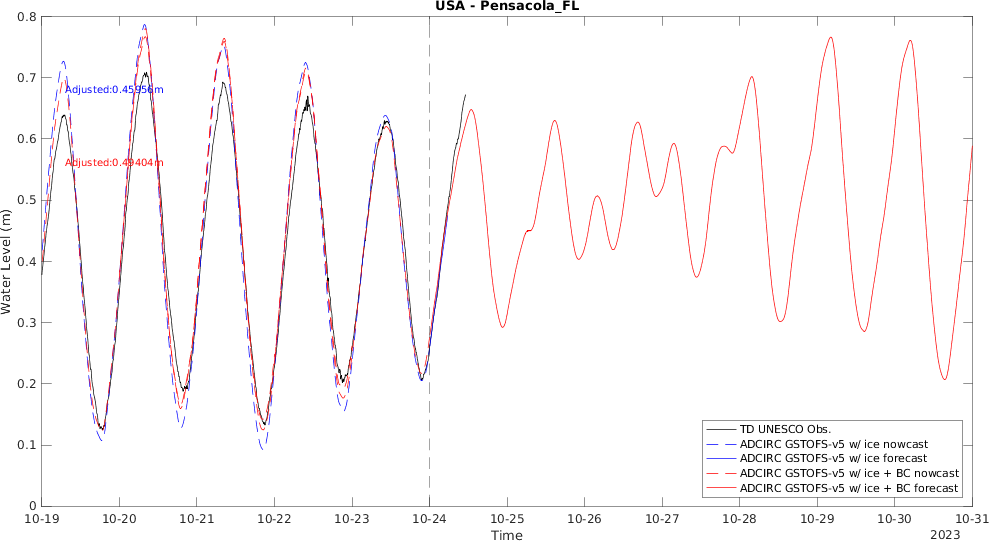 USA - Pensacola_FL
0.8
0.7
0.6
0.5
0.4
0.3
0.2
0.1
0
Water Level (m)
Adjusted:0.45956m
Adjusted:0.49404m
TD UNESCO Obs.
ADCIRC GSTOFS-v5 w/ ice nowcast
ADCIRC GSTOFS-v5 w/ ice forecast
ADCIRC GSTOFS-v5 w/ ice + BC nowcast
ADCIRC GSTOFS-v5 w/ ice + BC forecast
10-19 10-20 10-21 10-22 10-23 10-24 10-25 10-26 10-27 10-28 10-29 10-30 10-31
Time
2023